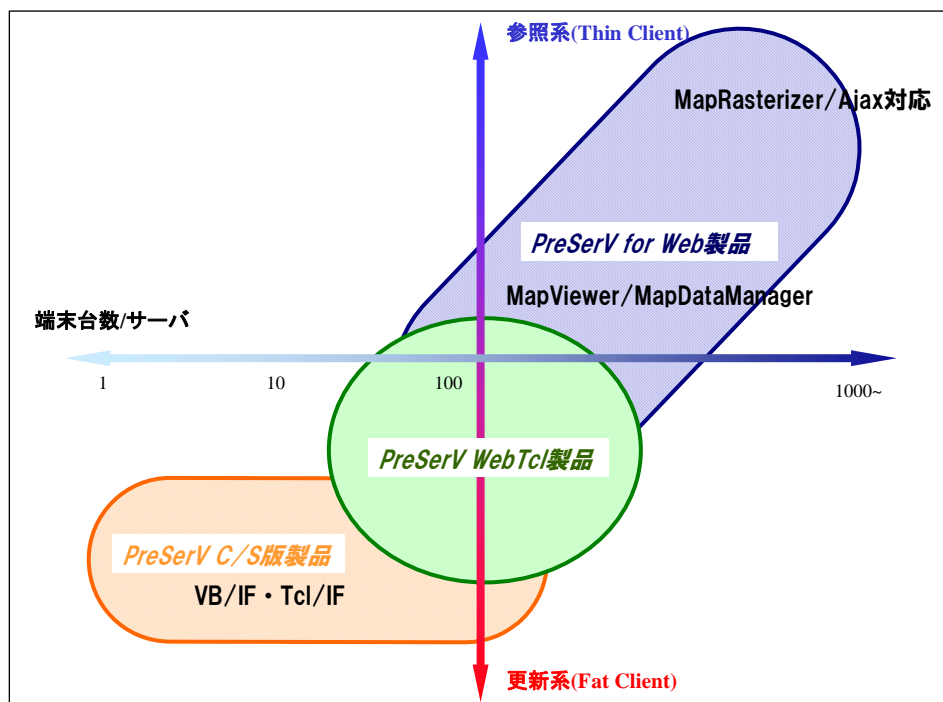 参照系(Thin Client)
MapRasterizer/Ajax対応
PreSerV for Web製品
MapViewer/MapDataManager
端末台数/サーバ
1
10
100
1000~
PreSerV WebTcl製品
PreSerV C/S版製品
VB/IF・Tcl/IF
更新系(Fat Client)